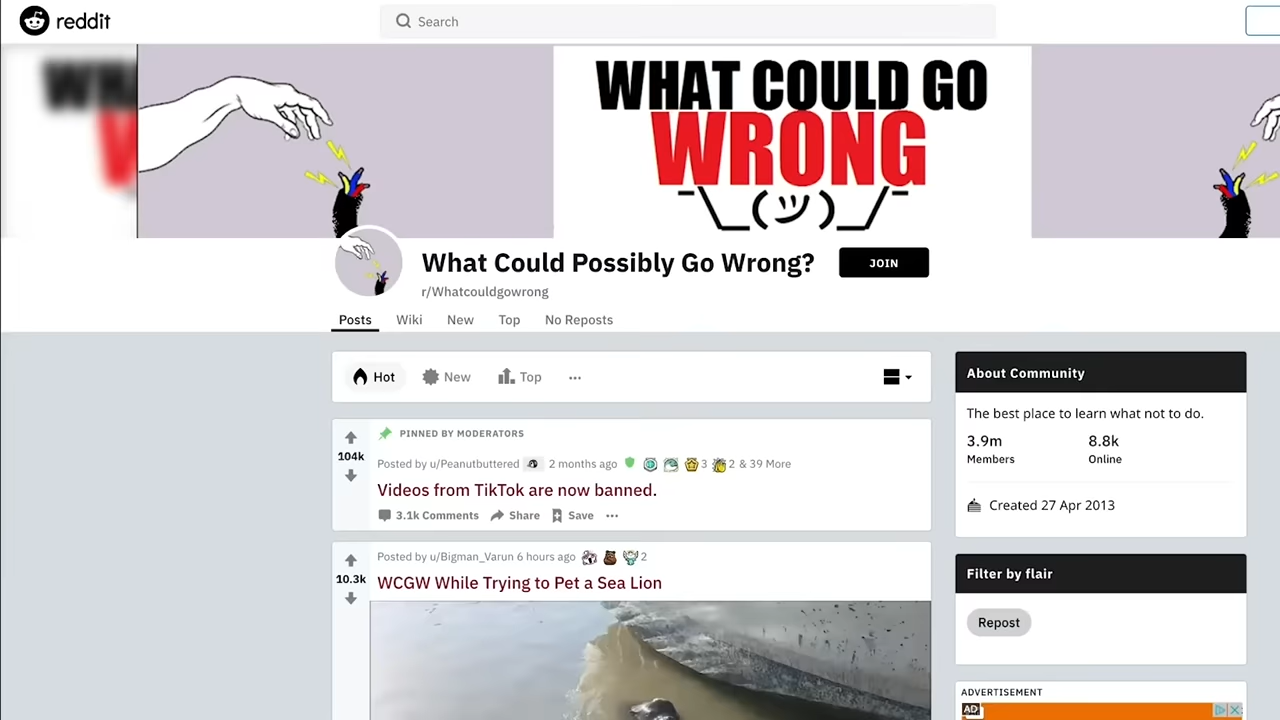 reddit
Search
WHAT COULD GO
WRONG
¯\_(ツ)_/¯
What Could Possibly Go Wrong?
JOIN
r/Whatcouldgowrong
Posts Wiki New Top No Reposts
Hot New Top ...
PINNED BY MODERATORS
104k
Posted by u/Peanutbuttered 2 months ago 3 2 & 39 More
Videos from TikTok are now banned.
3.1k Comments Share Save ...
Posted by u/Bigman_Varun 6 hours ago 2
10.3k
WCGW While Trying to Pet a Sea Lion
About Community
The best place to learn what not to do.
3.9m 8.8k
Members Online
Created 27 Apr 2013
Filter by flair
Repost
ADVERTISEMENT
AD